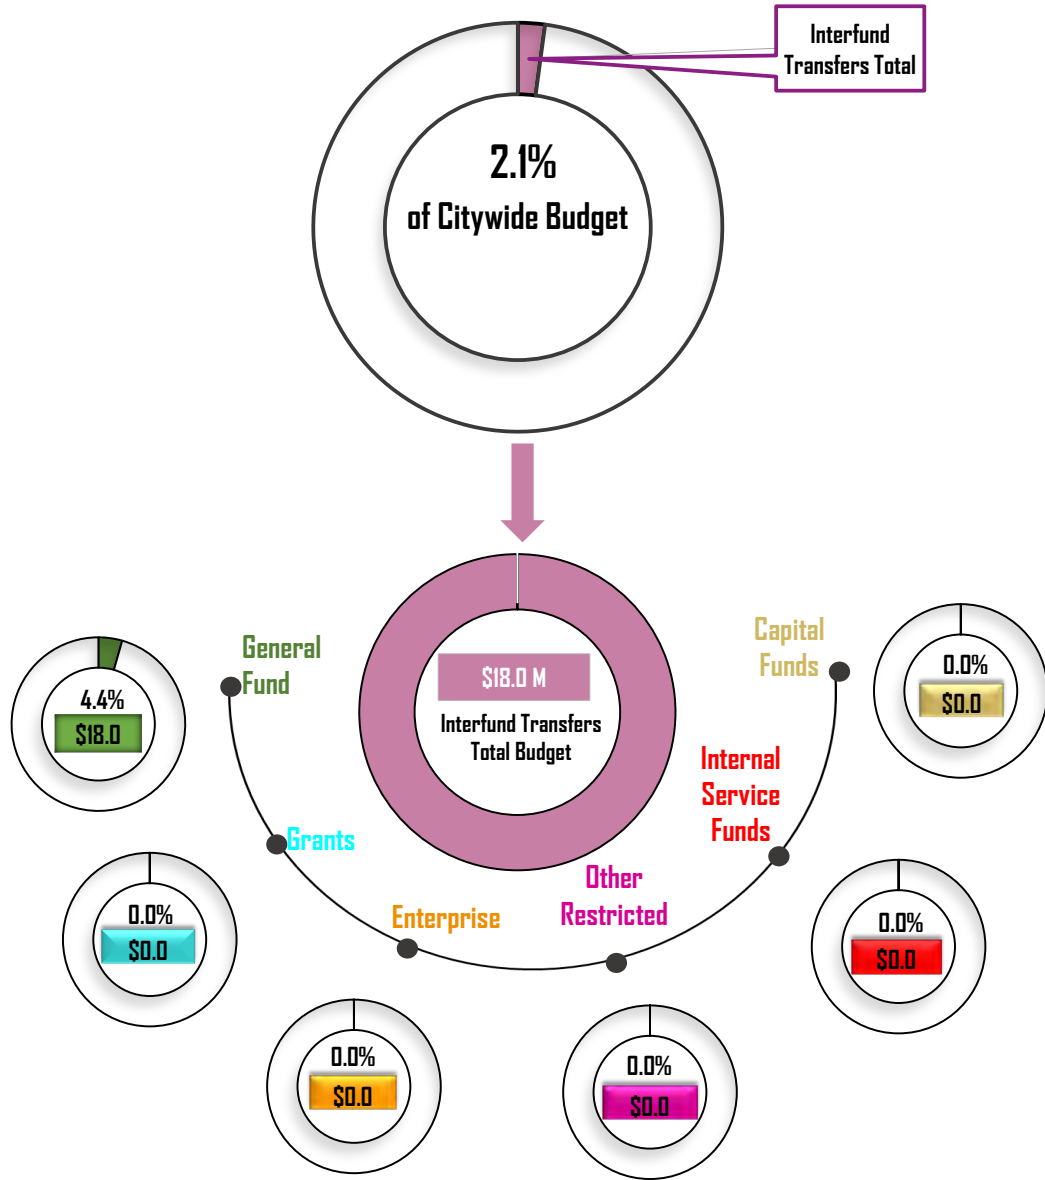 Interfund
Transfers Total
2.1%
of Citywide Budget
General
Fund
4.4%
$18.0
$18.0 M
Interfund Transfers
Total Budget
Capital
Funds
0.0%
$0.0
Internal
Service
Funds
Grants
Other
Restricted
Enterprise
0.0%
$0.0
0.0%
$0.0
0.0%
$0.0
0.0%
$0.0